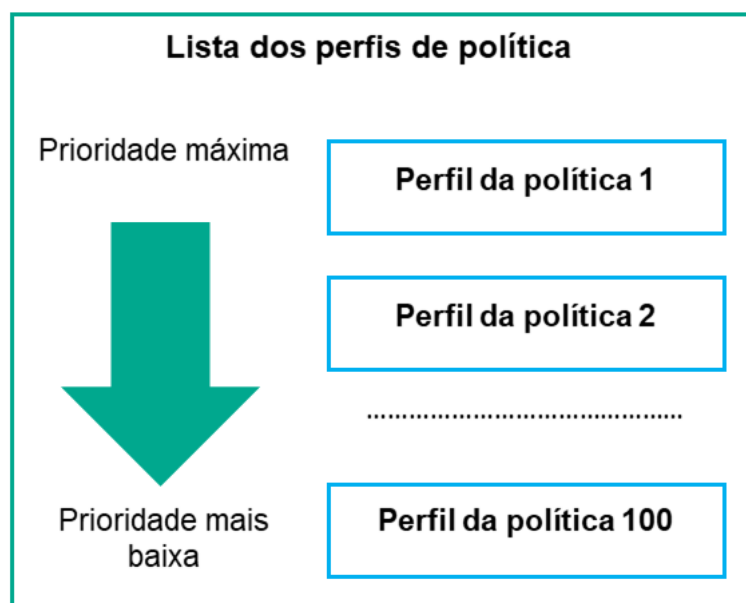 Lista dos perfis de política
Prioridade máxima
Perfil da política 1
Perfil da política 2
................................................
Prioridade mais
baixa
Perfil da política 100